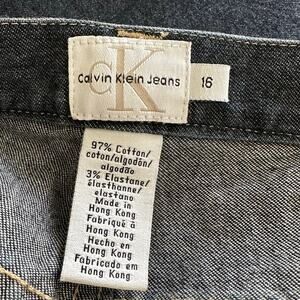 cK
Calvin Klein Jeans
16
97% Cotton/
coton/algodón/
algodão
3% Elastane/
élasthanne/
elastano
Made in
Hong Kong
Fabriqué à
Hong Kong
Hecho en
Hong Kong
Fabricado em
Hong Kong